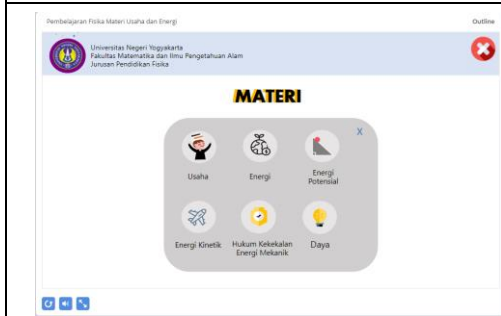 Pembelajaran Fisika Materi Usaha dan Energi
Outline
Universitas Negeri Yogyakarta
Fakultas Matematika dan Ilmu Pengetahuan Alam
Jurusan Pendidikan Fisika
MATERI
X
Usaha
Energi
Energi
Potensial
Energi Kinetik
Hukum Kekekalan
Energi Mekanik
Daya